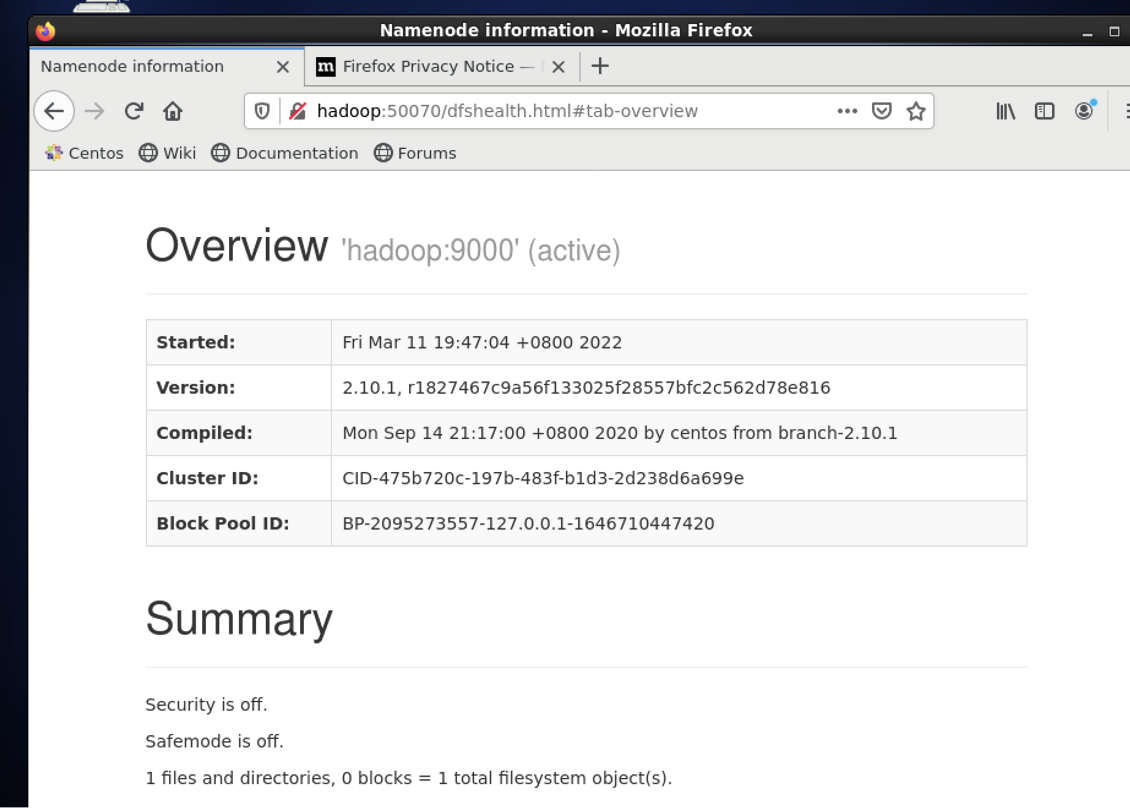 Namenode information - Mozilla Firefox
Namenode information
Firefox Privacy Notice —
hadoop:50070/dfshealth.html#tab-overview
Centos Wiki Documentation Forums
Overview 'hadoop:9000' (active)
Started: Fri Mar 11 19:47:04 +0800 2022
Version: 2.10.1, r1827467c9a56f133025f28557bfc2c562d78e816
Compiled: Mon Sep 14 21:17:00 +0800 2020 by centos from branch-2.10.1
Cluster ID: CID-475b720c-197b-483f-b1d3-2d238d6a699e
Block Pool ID: BP-2095273557-127.0.0.1-1646710447420
Summary
Security is off.
Safemode is off.
1 files and directories, 0 blocks = 1 total filesystem object(s).